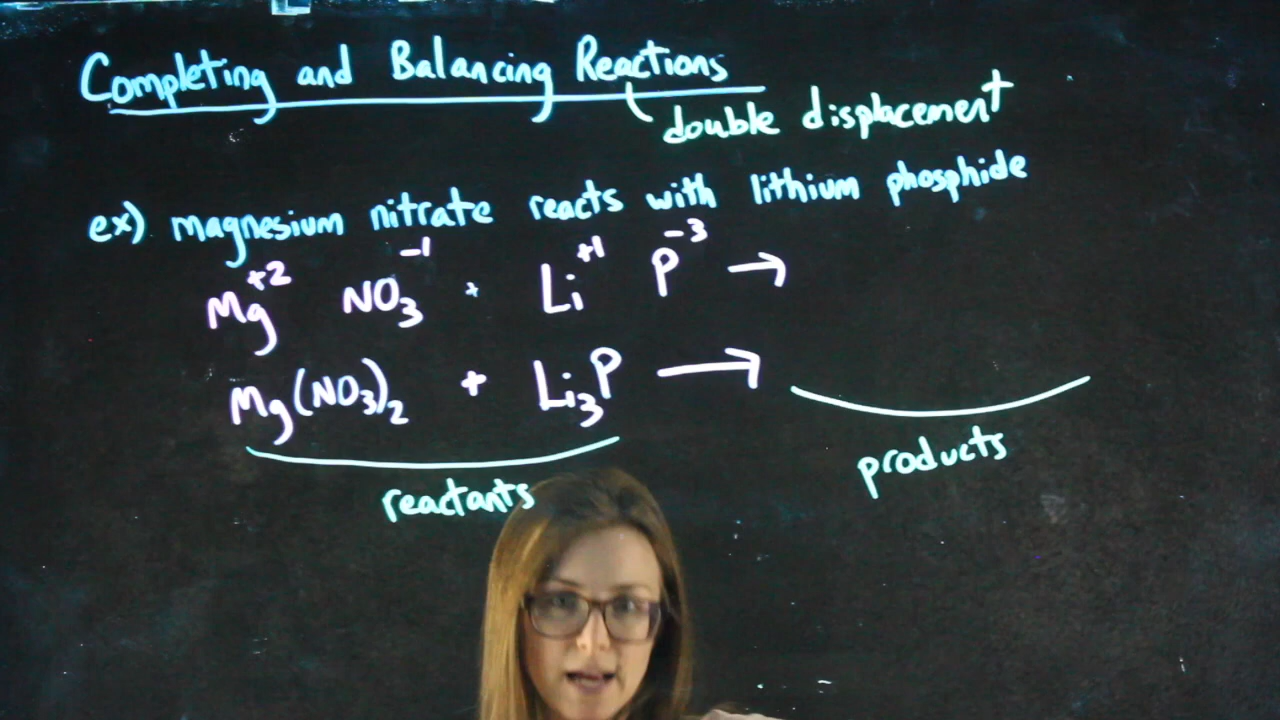 Completing and Balancing Reactions
double displacement
ex) magnesium nitrate reacts with lithium phosphide
Mg⁺² NO₃⁻¹ + Li⁺¹ P⁻³ →
Mg(NO₃)₂ + Li₃P →
reactants
products